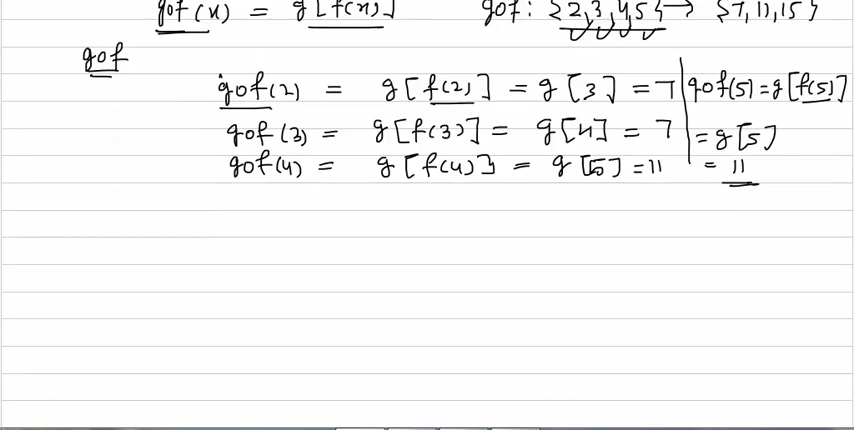 gof(x) = g[f(x)] gof : {2,3,4,5} → {7,11,15}
gof
gof(2) = g[f(2)] = g[3] = 7 | gof(5) = g[f(5)]
gof(3) = g[f(3)] = g[4] = 7 | = g[5]
gof(4) = g[f(4)] = g[5] = 11 | = 11